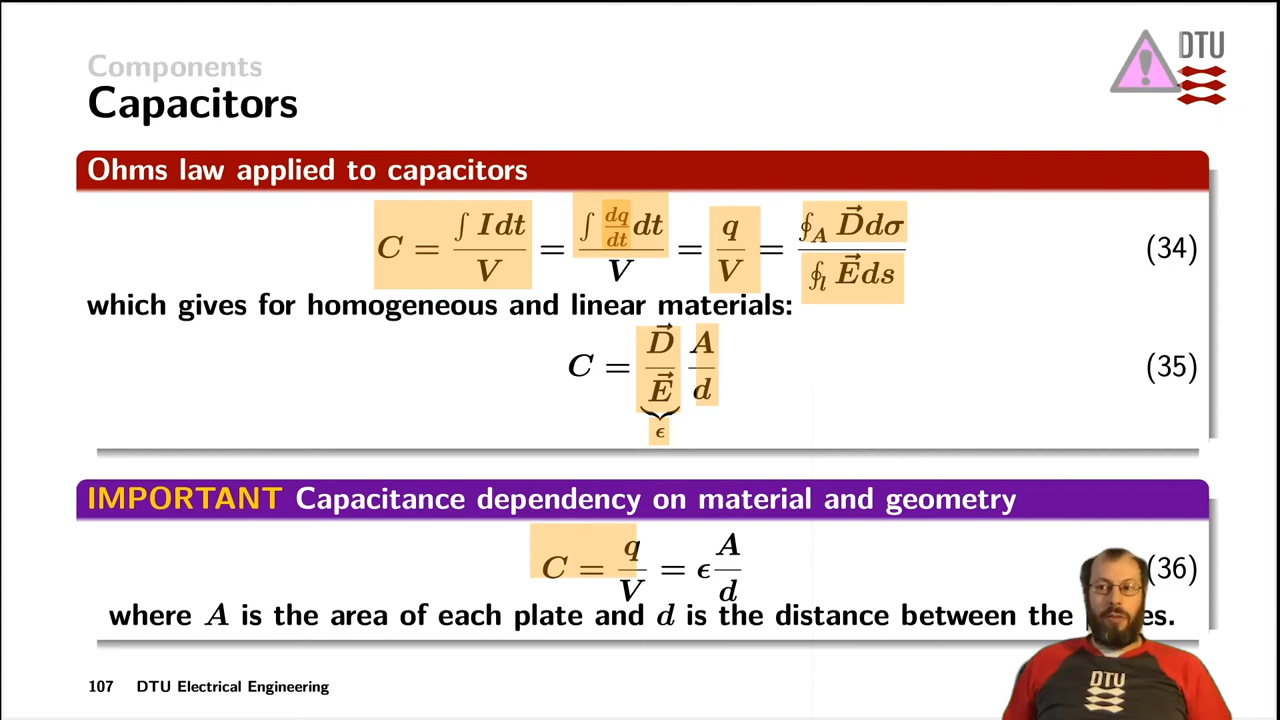 Components
Capacitors
DTU
Ohms law applied to capacitors
C = ∫ Idt / V = ∫ dq/dt dt / V = q / V = ∮_A D⃗dσ / ∮_l E⃗ds (34)
which gives for homogeneous and linear materials:
C = D⃗ / E⃗ A / d (35)
ϵ
IMPORTANT Capacitance dependency on material and geometry
C = q / V = ϵ A / d (36)
where A is the area of each plate and d is the distance between the
107 DTU Electrical Engineering
DTU